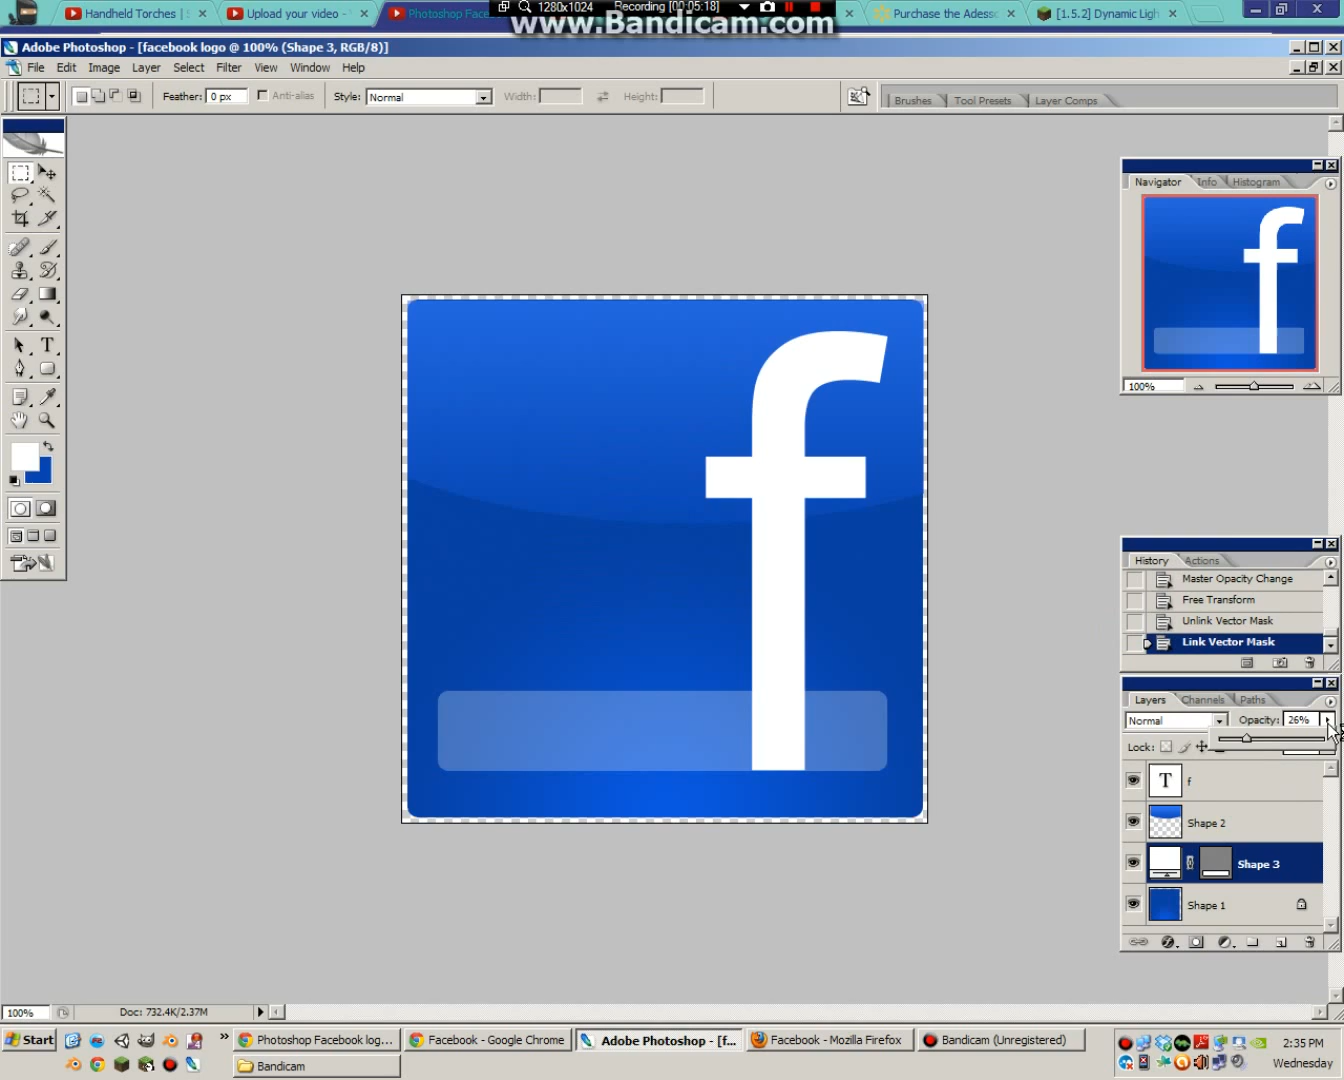 Handheld Torches |
Upload your video -
Photoshop Face
1280x1024
Recording [00:05:18]
www.Bandicam.com
Purchase the Adess
[1.5.2] Dynamic Ligh
Adobe Photoshop - [facebook logo @ 100% (Shape 3, RGB/8)]
File Edit Image Layer Select Filter View Window Help
Feather: 0 px
Anti-alias
Style: Normal
Width:
Height:
Brushes
Tool Presets
Layer Comps
Navigator
Info
Histogram
f
100%
f
History
Actions
Master Opacity Change
Free Transform
Unlink Vector Mask
Link Vector Mask
Layers
Channels
Paths
Normal
Opacity: 26%
Lock:
T f
Shape 2
Shape 3
Shape 1
100%
Doc: 732.4K/2.37M
Start
Photoshop Facebook log...
Facebook - Google Chrome
Adobe Photoshop - [f...
Facebook - Mozilla Firefox
Bandicam (Unregistered)
2:35 PM
Bandicam
Wednesday